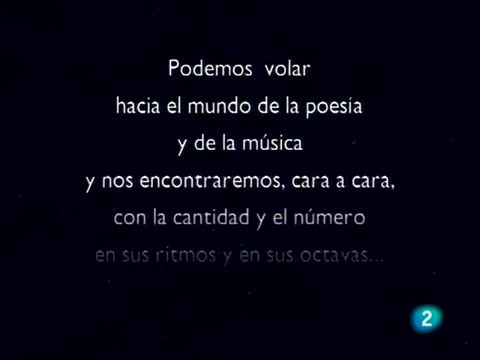 Podemos volar
hacia el mundo de la poesía
y de la música
y nos encontraremos, cara a cara,
con la cantidad y el número
en sus ritmos y en sus octavas...
2